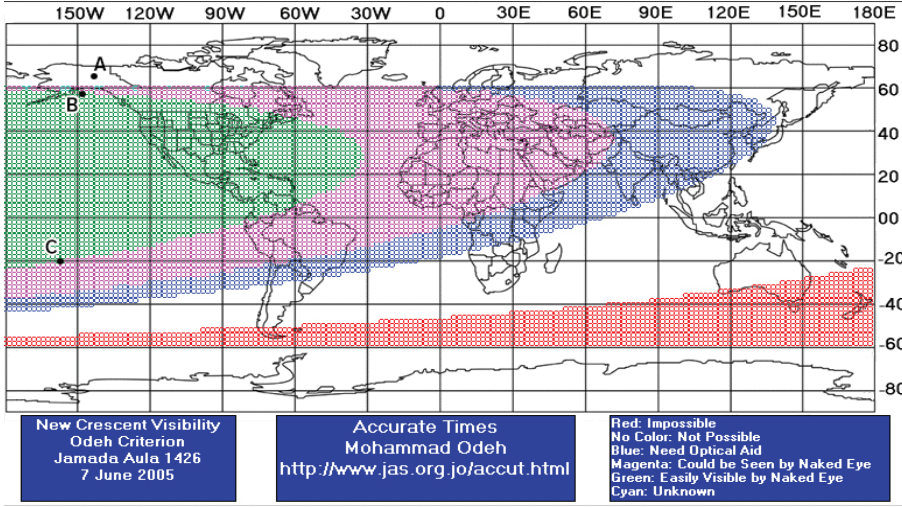 150W 120W 90W 60W 30W 0 30E 60E 90E 120E 150E 180E
A
80
B
60
40
20
00
C
-20
-40
-60
-80
New Crescent Visibility
Odeh Criterion
Jamada Aula 1426
7 June 2005
Accurate Times
Mohammad Odeh
http://www.jas.org.jo/accut.html
Red: Impossible
No Color: Not Possible
Blue: Need Optical Aid
Magenta: Could be Seen by Naked Eye
Green: Easily Visible by Naked Eye
Cyan: Unknown